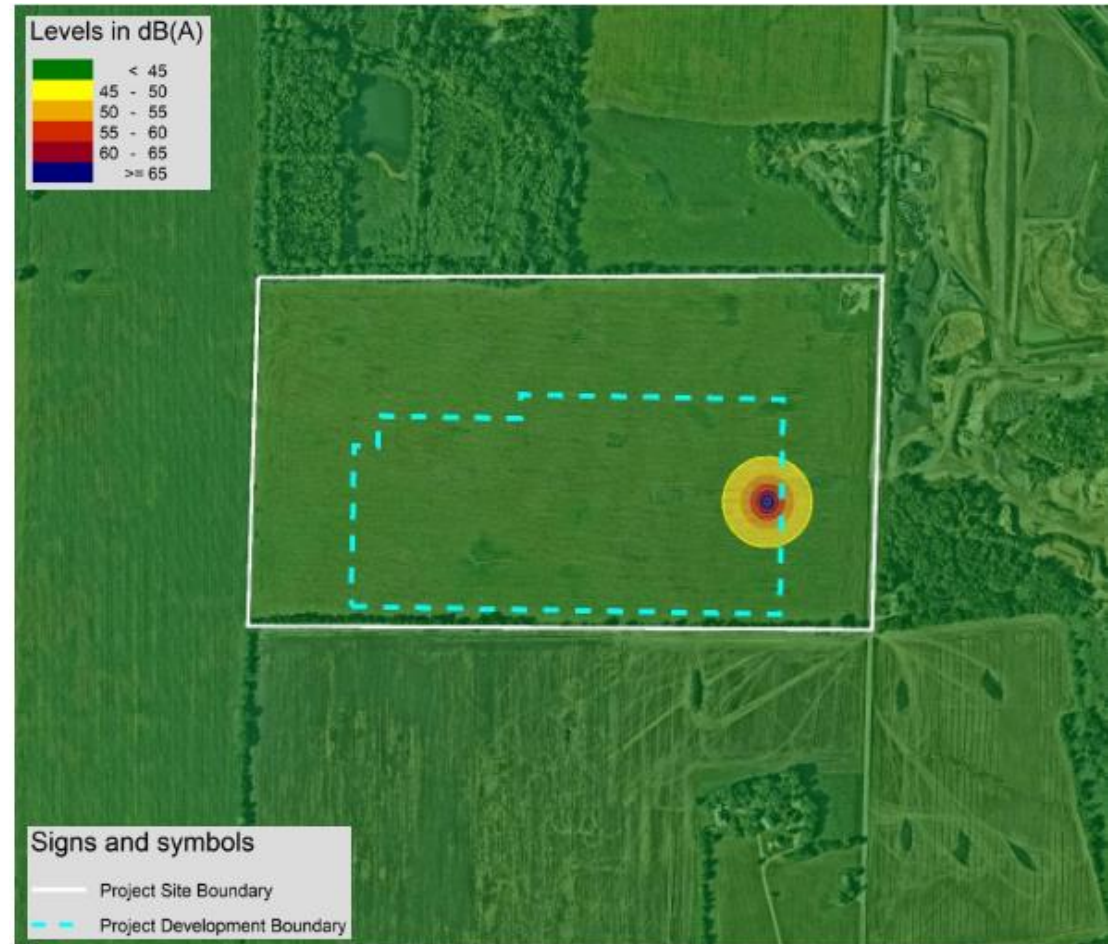 Levels in dB(A)
< 45
45 - 50
50 - 55
55 - 60
60 - 65
>= 65
Signs and symbols
Project Site Boundary
Project Development Boundary